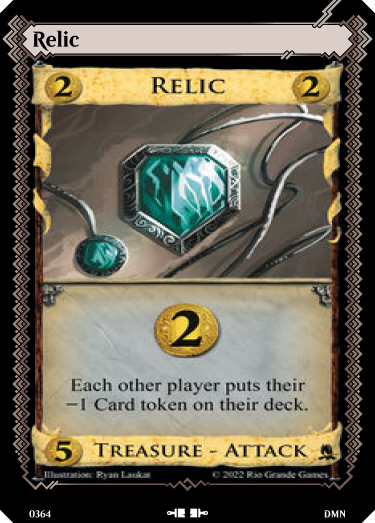 Relic
2 RELIC 2
2
Each other player puts their
−1 Card token on their deck.
5 TREASURE - ATTACK
Illustration: Ryan Laukat © 2022 Rio Grande Games
0364 DMN